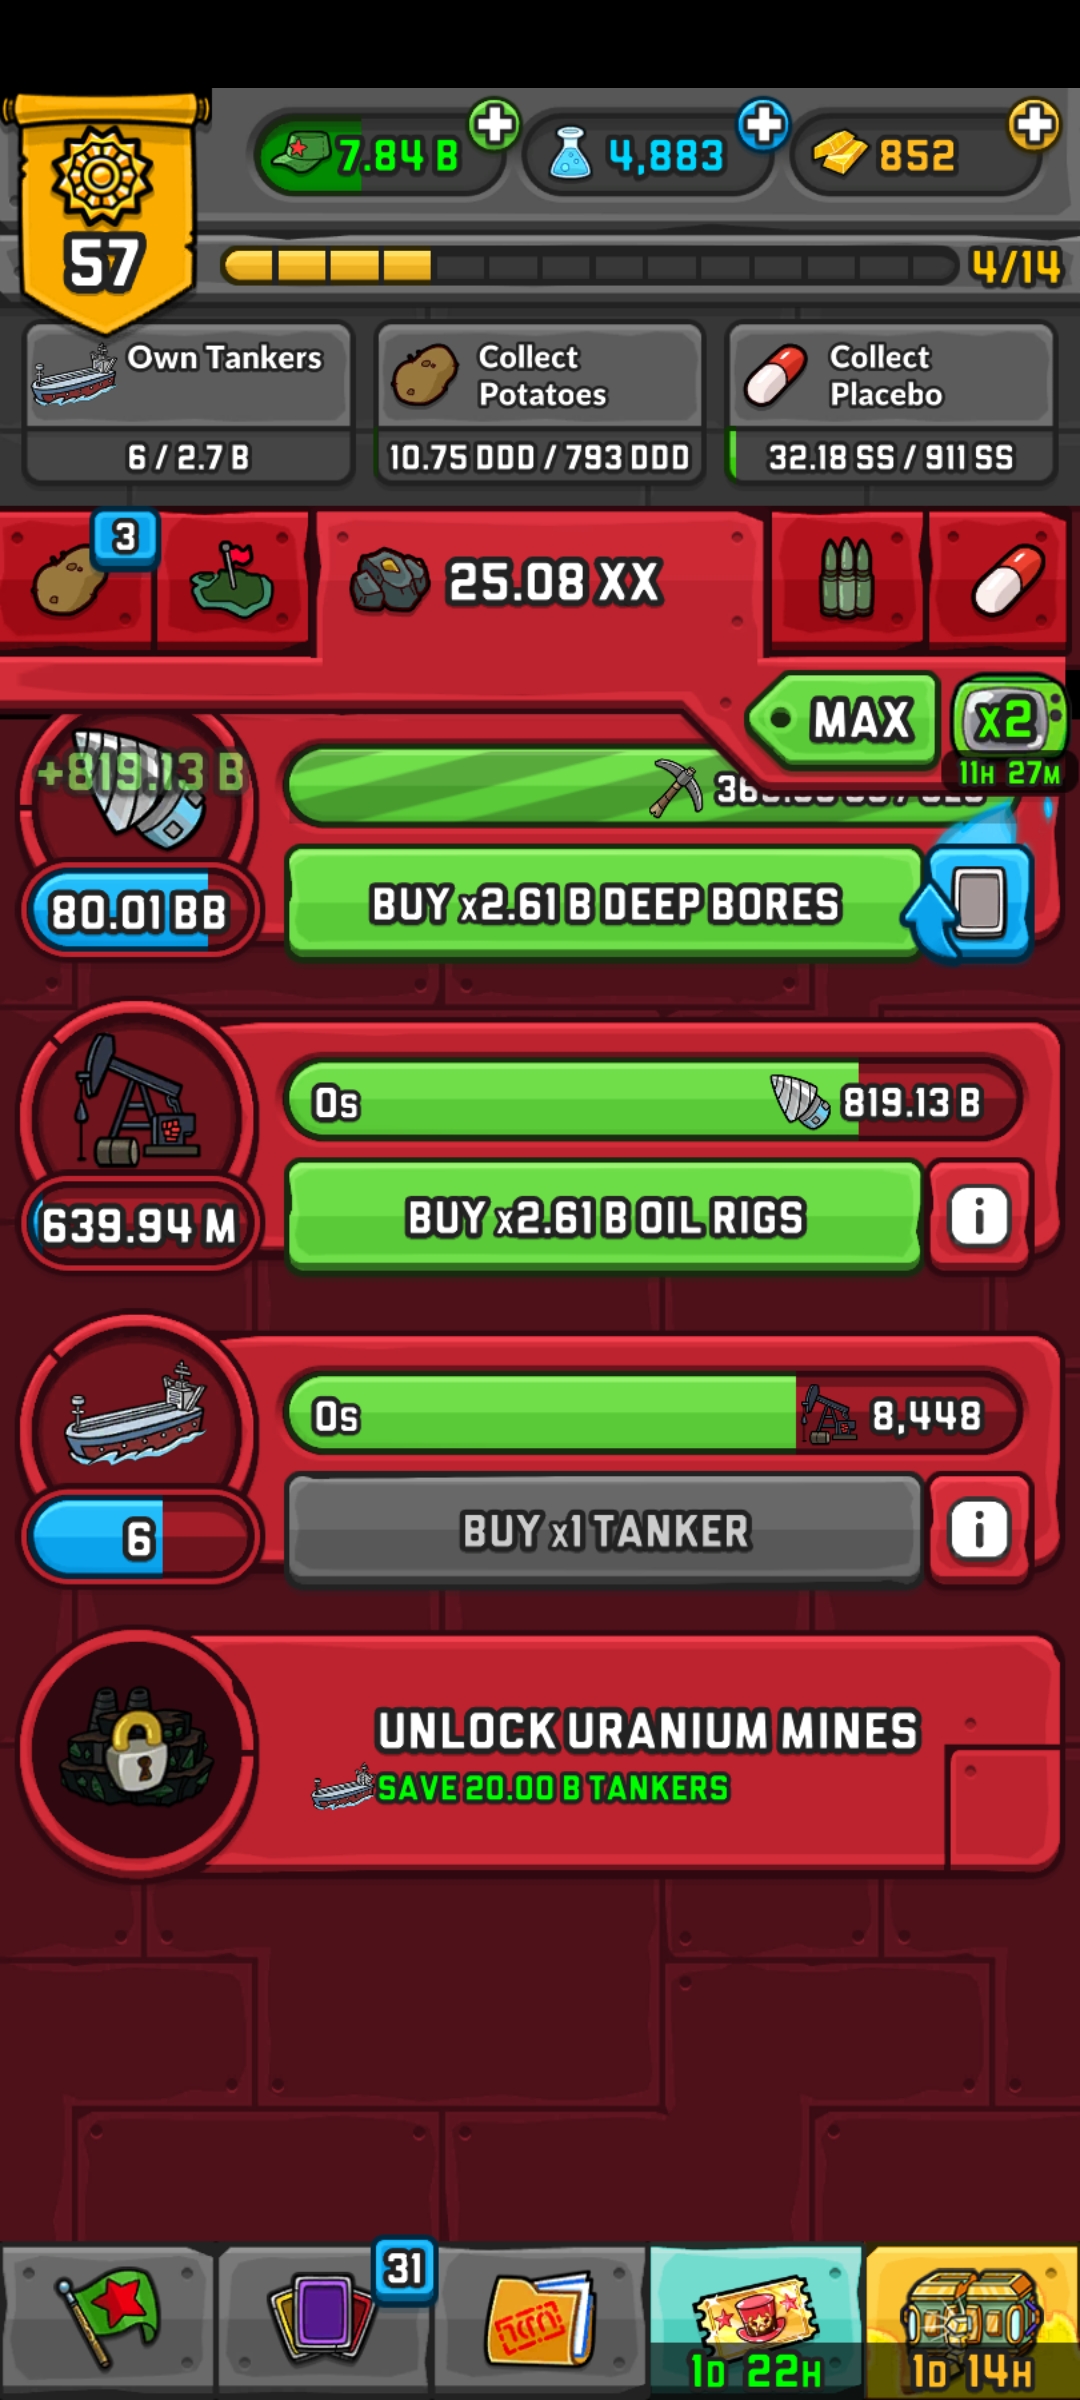 57
7.84 B
4,883
852
4/14
Own Tankers
6 / 2.7 B
Collect Potatoes
10.75 DDD / 793 DDD
Collect Placebo
32.18 SS / 911 SS
3
25.08 XX
MAX
x2
11H 27M
+819.13 B
80.01 BB
BUY x2.61 B DEEP BORES
0s
819.13 B
639.94 M
BUY x2.61 B OIL RIGS
i
0s
8,448
6
BUY x1 TANKER
i
UNLOCK URANIUM MINES
SAVE 20.00 B TANKERS
31
1D 22H
1D 14H